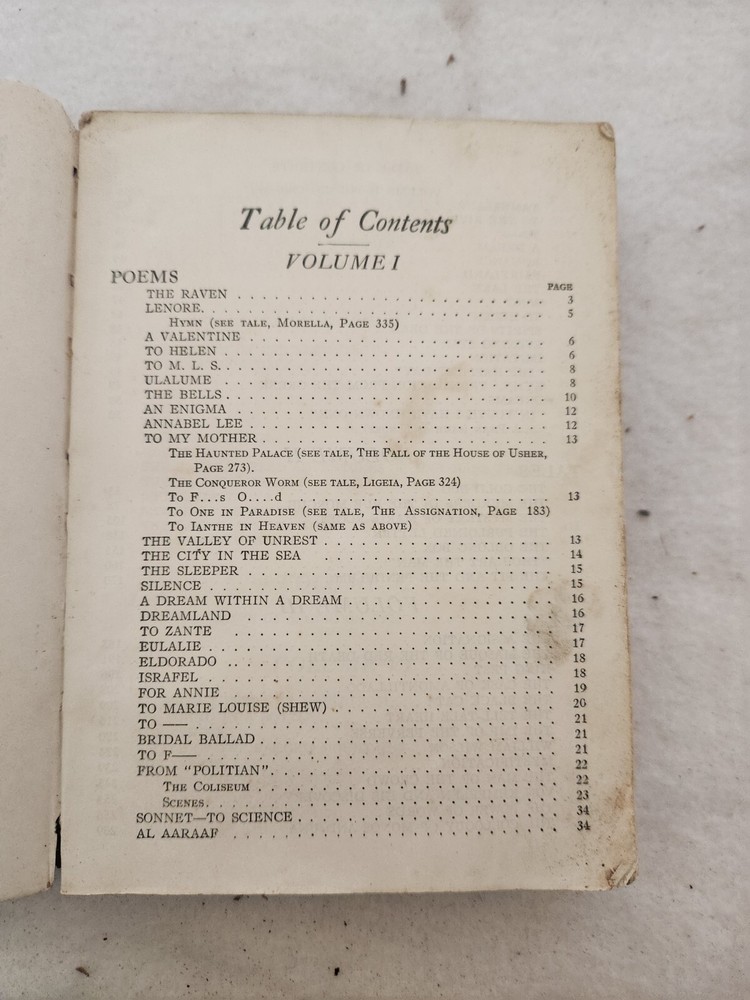 Table of Contents
VOLUME I
POEMS
PAGE
THE RAVEN . . . . . . . . . . . . . . . . . . . . . . . . . . 3
LENORE. . . . . . . . . . . . . . . . . . . . . . . . . . . . 5
HYMN (SEE TALE, MORELLA, PAGE 335)
A VALENTINE . . . . . . . . . . . . . . . . . . . . . . . . . 6
TO HELEN . . . . . . . . . . . . . . . . . . . . . . . . . . . 6
TO M. L. S. . . . . . . . . . . . . . . . . . . . . . . . . . . 8
ULALUME . . . . . . . . . . . . . . . . . . . . . . . . . . . 8
THE BELLS . . . . . . . . . . . . . . . . . . . . . . . . . . 10
AN ENIGMA . . . . . . . . . . . . . . . . . . . . . . . . . . 12
ANNABEL LEE . . . . . . . . . . . . . . . . . . . . . . . . . 12
TO MY MOTHER . . . . . . . . . . . . . . . . . . . . . . . . 13
THE HAUNTED PALACE (SEE TALE, THE FALL OF THE HOUSE OF USHER,
PAGE 273).
THE CONQUEROR WORM (SEE TALE, LIGEIA, PAGE 324)
TO F...s O....d . . . . . . . . . . . . . . . . . . . . . . 13
TO ONE IN PARADISE (SEE TALE, THE ASSIGNATION, PAGE 183)
TO IANTHE IN HEAVEN (SAME AS ABOVE)
THE VALLEY OF UNREST . . . . . . . . . . . . . . . . . . . . 13
THE CITY IN THE SEA . . . . . . . . . . . . . . . . . . . . 14
THE SLEEPER . . . . . . . . . . . . . . . . . . . . . . . . . 15
SILENCE . . . . . . . . . . . . . . . . . . . . . . . . . . . 15
A DREAM WITHIN A DREAM . . . . . . . . . . . . . . . . . . 16
DREAMLAND . . . . . . . . . . . . . . . . . . . . . . . . . . 16
TO ZANTE . . . . . . . . . . . . . . . . . . . . . . . . . . . 17
EULALIE . . . . . . . . . . . . . . . . . . . . . . . . . . . 17
ELDORADO .. . . . . . . . . . . . . . . . . . . . . . . . . . 18
ISRAFEL . . . . . . . . . . . . . . . . . . . . . . . . . . . 18
FOR ANNIE . . . . . . . . . . . . . . . . . . . . . . . . . . 19
TO MARIE LOUISE (SHEW) . . . . . . . . . . . . . . . . . . . 20
TO —— . . . . . . . . . . . . . . . . . . . . . . . . . . . . 21
BRIDAL BALLAD . . . . . . . . . . . . . . . . . . . . . . . . 21
TO F—— . . . . . . . . . . . . . . . . . . . . . . . . . . . 21
FROM "POLITIAN" . . . . . . . . . . . . . . . . . . . . . . . 22
THE COLISEUM . . . . . . . . . . . . . . . . . . . . . . . . 22
SCENES. . . . . . . . . . . . . . . . . . . . . . . . . . . . 23
SONNET—TO SCIENCE . . . . . . . . . . . . . . . . . . . . . 34
AL AARAAF . . . . . . . . . . . . . . . . . . . . . . . . . . 34